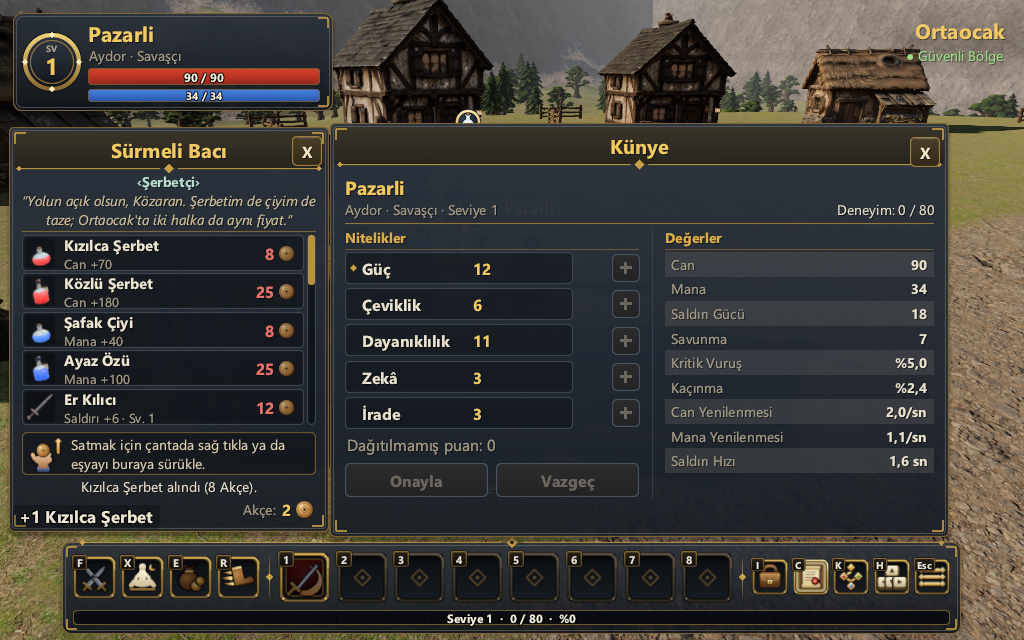 SV
1
Pazarli
Aydor · Savaşçı
90 / 90
34 / 34
Ortaocak
Güvenli Bölge
Sürmeli Bacı
X
‹Şerbetçi›
"Yolun açık olsun, Közaran. Şerbetim de çiyim de
taze; Ortaocak'ta iki halka da aynı fiyat."
Kızılca Şerbet
Can +70
8
Közlü Şerbet
Can +180
25
Şafak Çiyi
Mana +40
8
Ayaz Özü
Mana +100
25
Er Kılıcı
Saldırı +6 · Sv. 1
12
Satmak için çantada sağ tıkla ya da
eşyayı buraya sürükle.
Kızılca Şerbet alındı (8 Akçe).
Akçe: 2
+1 Kızılca Şerbet
Künye
X
Pazarli
Aydor · Savaşçı · Seviye 1
Pazarli
Deneyim: 0 / 80
Nitelikler
Güç 12
Çeviklik 6
Dayanıklılık 11
Zekâ 3
İrade 3
Dağıtılmamış puan: 0
Onayla
Vazgeç
Değerler
Can 90
Mana 34
Saldırı Gücü 18
Savunma 7
Kritik Vuruş %5,0
Kaçınma %2,4
Can Yenilenmesi 2,0/sn
Mana Yenilenmesi 1,1/sn
Saldırı Hızı 1,6 sn
F
X
E
R
1
2
3
4
5
6
7
8
I
C
K
H
Esc
Seviye 1 · 0 / 80 · %0